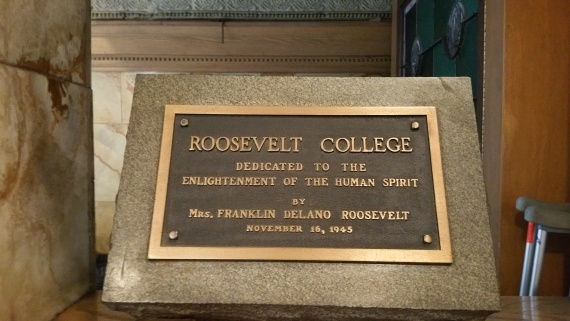 ROOSEVELT COLLEGE
DEDICATED TO THE
ENLIGHTENMENT OF THE HUMAN SPIRIT
BY
MRS. FRANKLIN DELANO ROOSEVELT
NOVEMBER 16, 1945